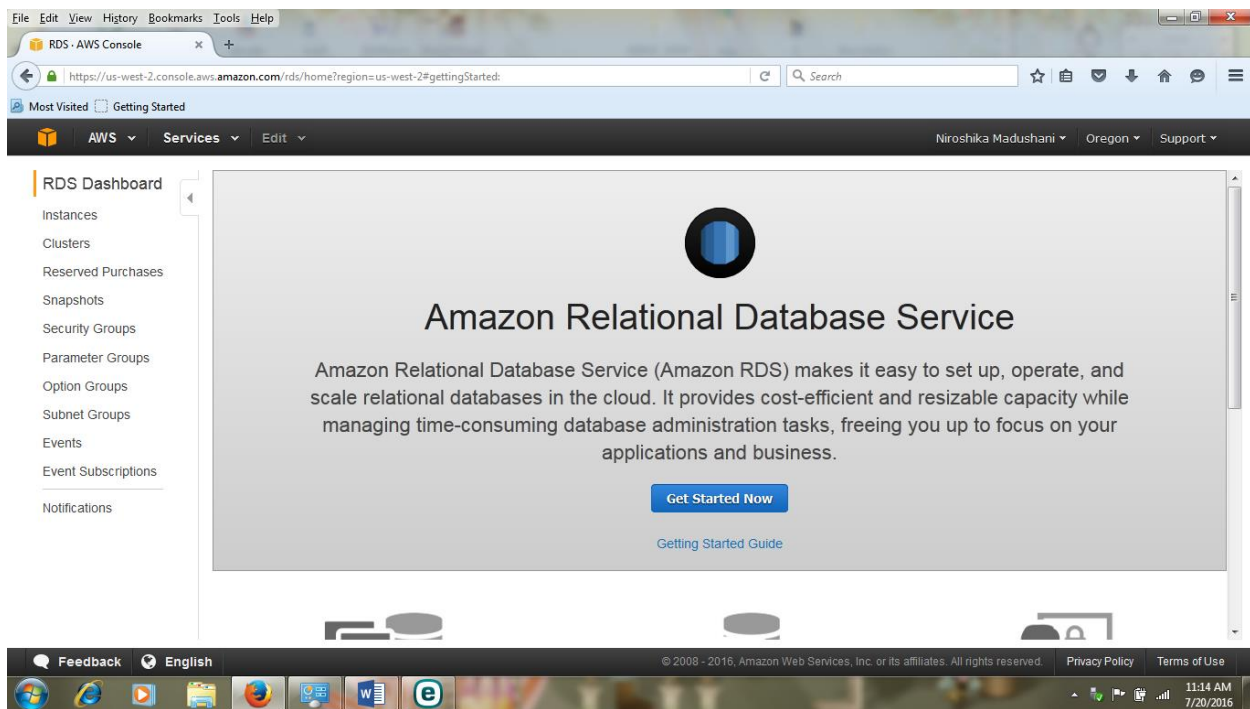 File Edit View History Bookmarks Tools Help
RDS · AWS Console × +
https://us-west-2.console.aws.amazon.com/rds/home?region=us-west-2#gettingStarted:
Search
Most Visited Getting Started
AWS Services Edit Niroshika Madushani Oregon Support
RDS Dashboard
Instances
Clusters
Reserved Purchases
Snapshots
Security Groups
Parameter Groups
Option Groups
Subnet Groups
Events
Event Subscriptions
Notifications
Amazon Relational Database Service
Amazon Relational Database Service (Amazon RDS) makes it easy to set up, operate, and
scale relational databases in the cloud. It provides cost-efficient and resizable capacity while
managing time-consuming database administration tasks, freeing you up to focus on your
applications and business.
Get Started Now
Getting Started Guide
Feedback English © 2008 - 2016, Amazon Web Services, Inc. or its affiliates. All rights reserved. Privacy Policy Terms of Use
11:14 AM
7/20/2016